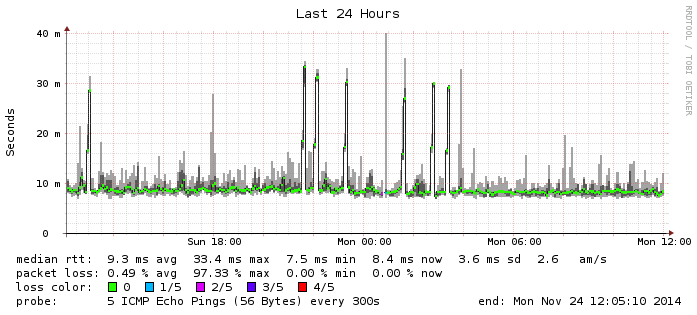 Last 24 Hours
RRDTOOL / TOBI OETIKER
40 m
30 m
20 m
10 m
0
Seconds
Sun 18:00 Mon 00:00 Mon 06:00 Mon 12:00
median rtt: 9.3 ms avg 33.4 ms max 7.5 ms min 8.4 ms now 3.6 ms sd 2.6 am/s
packet loss: 0.49 % avg 97.33 % max 0.00 % min 0.00 % now
loss color: 0 1/5 2/5 3/5 4/5
probe: 5 ICMP Echo Pings (56 Bytes) every 300s end: Mon Nov 24 12:05:10 2014